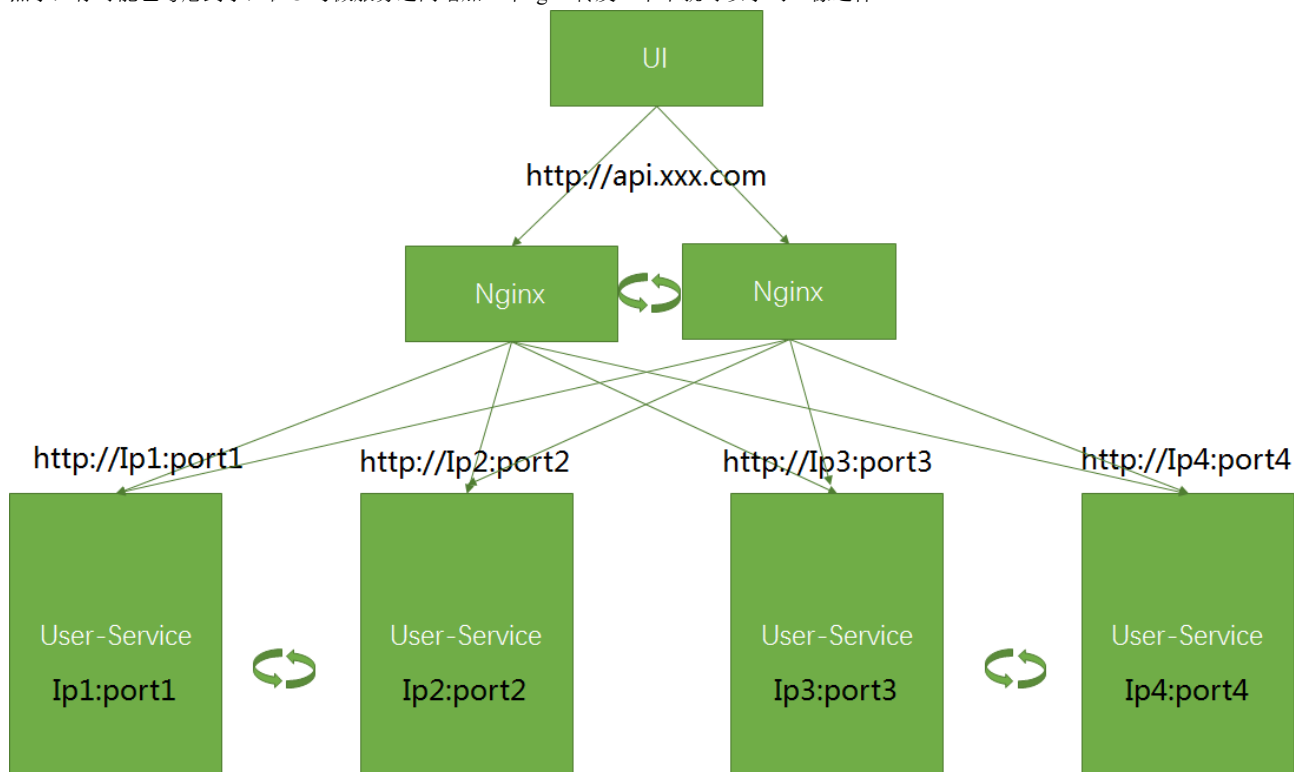 UI
http://api.xxx.com
Nginx
Nginx
http://Ip1:port1
http://Ip2:port2
http://Ip3:port3
http://Ip4:port4
User-Service
Ip1:port1
User-Service
Ip2:port2
User-Service
Ip3:port3
User-Service
Ip4:port4